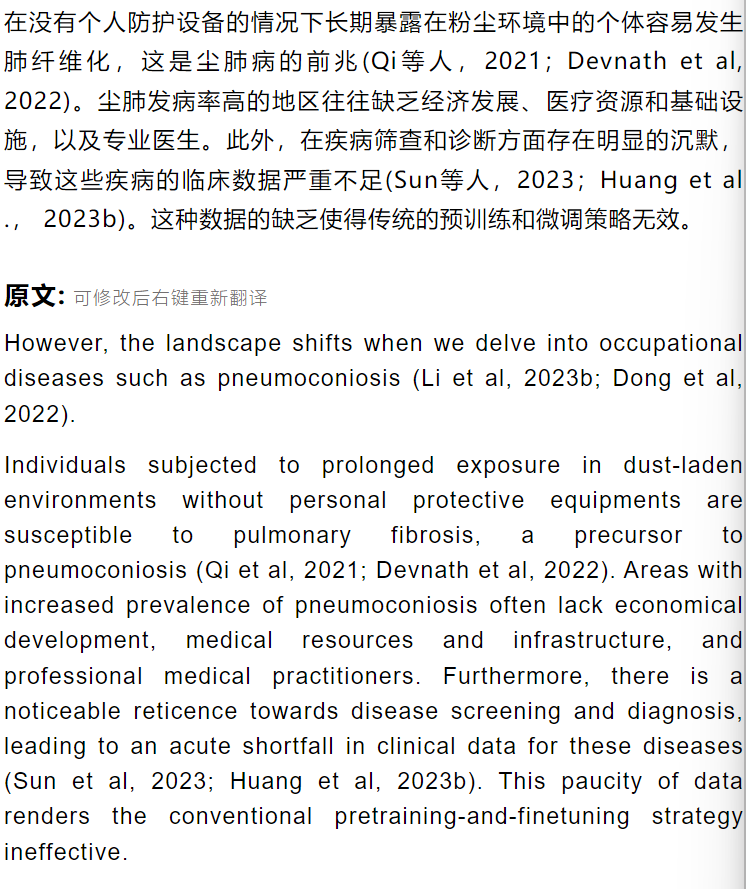 在没有个人防护设备的情况下长期暴露在粉尘环境中的个体容易发生
肺纤维化，这是尘肺病的前兆(Qi等人，2021；Devnath et al,
2022)。尘肺发病率高的地区往往缺乏经济发展、医疗资源和基础设
施，以及专业医生。此外，在疾病筛查和诊断方面存在明显的沉默，
导致这些疾病的临床数据严重不足(Sun等人，2023；Huang et al
.， 2023b)。这种数据的缺乏使得传统的预训练和微调策略无效。
原文: 可修改后右键重新翻译
However, the landscape shifts when we delve into occupational
diseases such as pneumoconiosis (Li et al, 2023b; Dong et al,
2022).
Individuals subjected to prolonged exposure in dust-laden
environments without personal protective equipments are
susceptible to pulmonary fibrosis, a precursor to
pneumoconiosis (Qi et al, 2021; Devnath et al, 2022). Areas with
increased prevalence of pneumoconiosis often lack economical
development, medical resources and infrastructure, and
professional medical practitioners. Furthermore, there is a
noticeable reticence towards disease screening and diagnosis,
leading to an acute shortfall in clinical data for these diseases
(Sun et al, 2023; Huang et al, 2023b). This paucity of data
renders the conventional pretraining-and-finetuning strategy
ineffective.